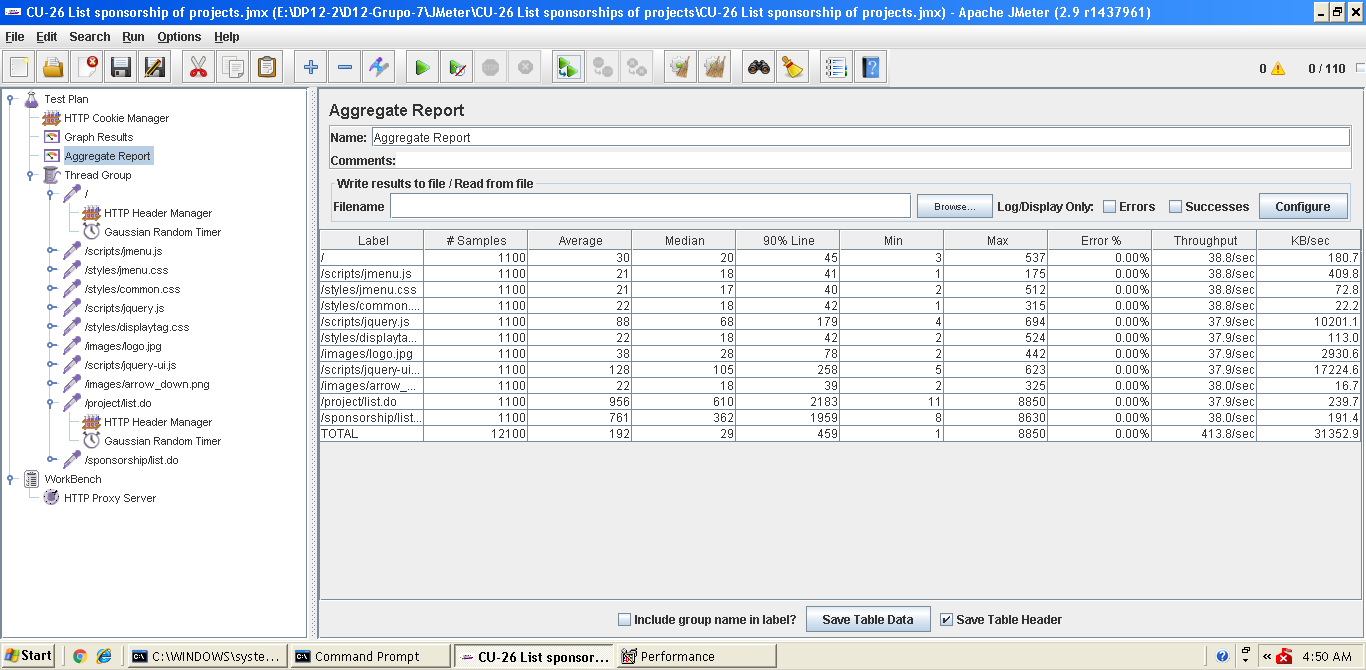 CU-26 List sponsorship of projects.jmx (E:\DP12-2\D12-Grupo-7\JMeter\CU-26 List sponsorships of projects\CU-26 List sponsorship of projects.jmx) - Apache JMeter (2.9 r1437961)
File Edit Search Run Options Help
0 0 / 110
Test Plan
HTTP Cookie Manager
Graph Results
Aggregate Report
Thread Group
/
HTTP Header Manager
Gaussian Random Timer
/scripts/jmenu.js
/styles/jmenu.css
/styles/common.css
/scripts/jquery.js
/styles/displaytag.css
/images/logo.jpg
/scripts/jquery-ui.js
/images/arrow_down.png
/project/list.do
HTTP Header Manager
Gaussian Random Timer
/sponsorship/list.do
WorkBench
HTTP Proxy Server
Aggregate Report
Name: Aggregate Report
Comments:
Write results to file / Read from file
Filename Browse... Log/Display Only: Errors Successes Configure
Label # Samples Average Median 90% Line Min Max Error % Throughput KB/sec
/ 1100 30 20 45 3 537 0.00% 38.8/sec 180.7
/scripts/jmenu.js 1100 21 18 41 1 175 0.00% 38.8/sec 409.8
/styles/jmenu.css 1100 21 17 40 2 512 0.00% 38.8/sec 72.8
/styles/common.... 1100 22 18 42 1 315 0.00% 38.8/sec 22.2
/scripts/jquery.js 1100 88 68 179 4 694 0.00% 37.9/sec 10201.1
/styles/displayta... 1100 22 18 42 2 524 0.00% 37.9/sec 113.0
/images/logo.jpg 1100 38 28 78 2 442 0.00% 37.9/sec 2930.6
/scripts/jquery-ui... 1100 128 105 258 5 623 0.00% 37.9/sec 17224.6
/images/arrow_... 1100 22 18 39 2 325 0.00% 38.0/sec 16.7
/project/list.do 1100 956 610 2183 11 8850 0.00% 37.9/sec 239.7
/sponsorship/list... 1100 761 362 1959 8 8630 0.00% 38.0/sec 191.4
TOTAL 12100 192 29 459 1 8850 0.00% 413.8/sec 31352.9
Include group name in label? Save Table Data Save Table Header
Start C:\WINDOWS\syste... Command Prompt CU-26 List sponsor... Performance 4:50 AM